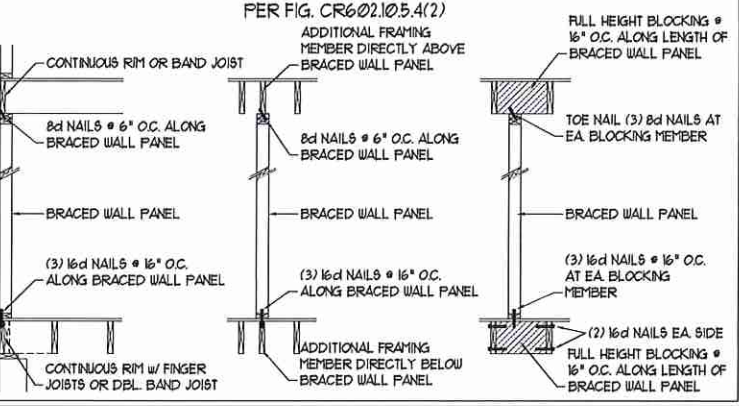 PER FIG. CR602.10.5.4(2)
CONTINUOUS RIM OR BAND JOIST
8d NAILS @ 6" O.C. ALONG
BRACED WALL PANEL
BRACED WALL PANEL
(3) 16d NAILS @ 16" O.C.
ALONG BRACED WALL PANEL
CONTINUOUS RIM w/ FINGER
JOISTS OR DBL. BAND JOIST
ADDITIONAL FRAMING
MEMBER DIRECTLY ABOVE
BRACED WALL PANEL
8d NAILS @ 6" O.C. ALONG
BRACED WALL PANEL
BRACED WALL PANEL
(3) 16d NAILS @ 16" O.C.
ALONG BRACED WALL PANEL
ADDITIONAL FRAMING
MEMBER DIRECTLY BELOW
BRACED WALL PANEL
FULL HEIGHT BLOCKING @
16" O.C. ALONG LENGTH OF
BRACED WALL PANEL
TOE NAIL (3) 8d NAILS AT
EA. BLOCKING MEMBER
BRACED WALL PANEL
(3) 16d NAILS @ 16" O.C.
AT EA. BLOCKING
MEMBER
(2) 16d NAILS EA. SIDE
FULL HEIGHT BLOCKING @
16" O.C. ALONG LENGTH OF
BRACED WALL PANEL